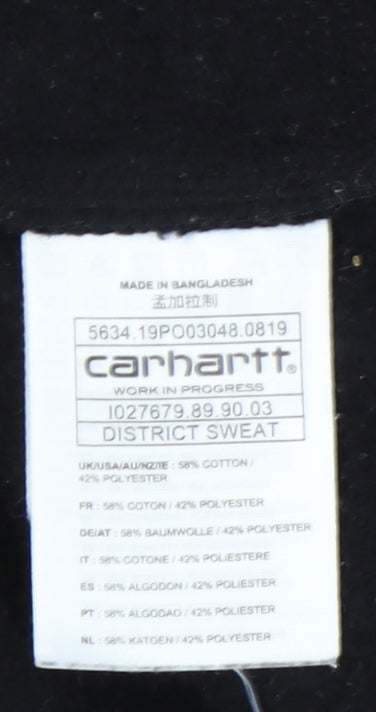 MADE IN BANGLADESH
孟加拉制
5634.19PO03048.0819
carhartt®
WORK IN PROGRESS
I027679.89.90.03
DISTRICT SWEAT
UK/USA/AU/NZ/IE : 58% COTTON /
42% POLYESTER
FR : 58% COTON / 42% POLYESTER
DE/AT : 58% BAUMWOLLE / 42% POLYESTER
IT : 58% COTONE / 42% POLIESTERE
ES : 58% ALGODON / 42% POLIESTER
PT : 58% ALGODAO / 42% POLIESTER
NL : 58% KATOEN / 42% POLYESTER